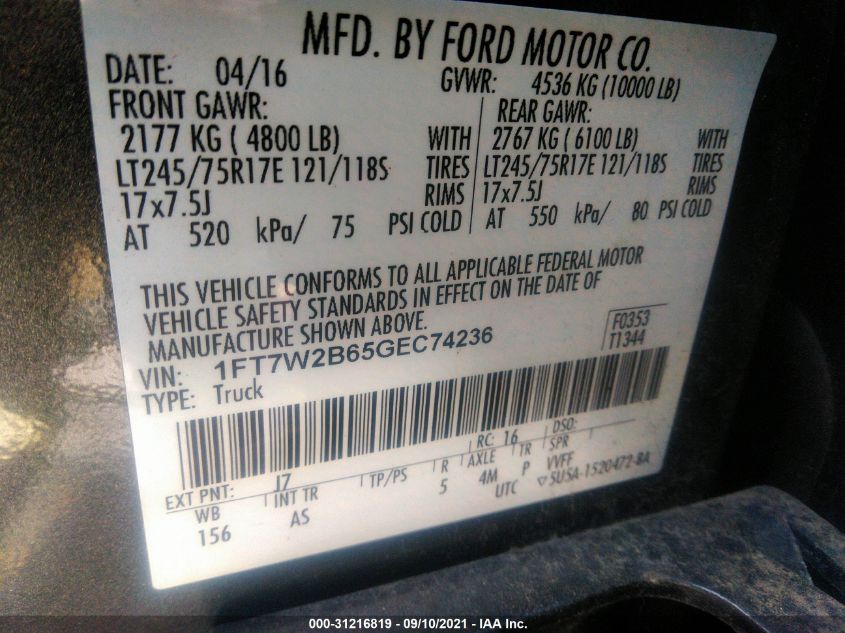 MFD. BY FORD MOTOR CO.
DATE: 04/16 GVWR: 4536 KG (10000 LB)
FRONT GAWR: REAR GAWR:
2177 KG ( 4800 LB) WITH 2767 KG ( 6100 LB) WITH
LT245/75R17E 121/118S TIRES LT245/75R17E 121/118S TIRES
17x7.5J RIMS 17x7.5J RIMS
AT 520 kPa/ 75 PSI COLD AT 550 kPa/ 80 PSI COLD
THIS VEHICLE CONFORMS TO ALL APPLICABLE FEDERAL MOTOR
VEHICLE SAFETY STANDARDS IN EFFECT ON THE DATE OF
MANUFACTURE SHOWN ABOVE.
F0353
T1344
VIN: 1FT7W2B65GEC74236
TYPE: Truck
RC: 16 DSO:
EXT PNT: J7 TP/PS R AXLE TR SPR
WB INT TR 5 4M P VVFF
156 AS UTC ▽ SUSA-1520472-BA
000-31216819 - 09/10/2021 - IAA Inc.